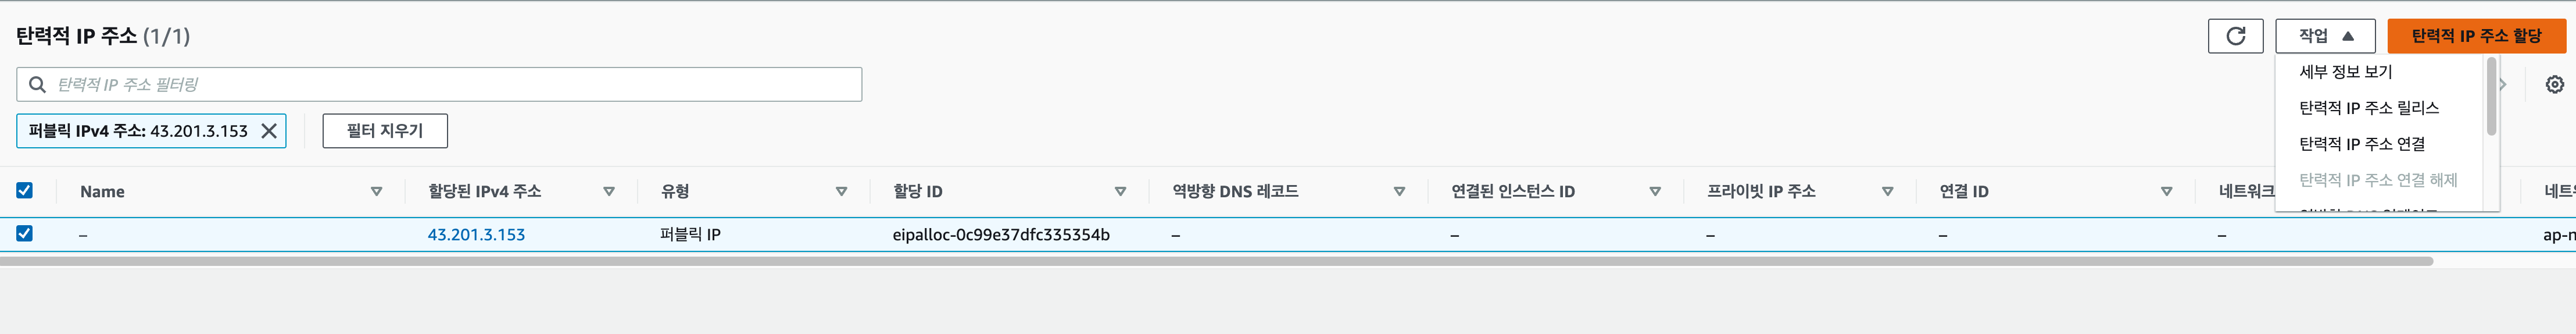 탄력적 IP 주소 (1/1)
작업
탄력적 IP 주소 할당
탄력적 IP 주소 필터링
세부 정보 보기
탄력적 IP 주소 릴리스
탄력적 IP 주소 연결
탄력적 IP 주소 연결 해제
퍼블릭 IPv4 주소: 43.201.3.153
필터 지우기
Name 할당된 IPv4 주소 유형 할당 ID 역방향 DNS 레코드 연결된 인스턴스 ID 프라이빗 IP 주소 연결 ID 네트워크
– 43.201.3.153 퍼블릭 IP eipalloc-0c99e37dfc335354b – – – – – ap-n